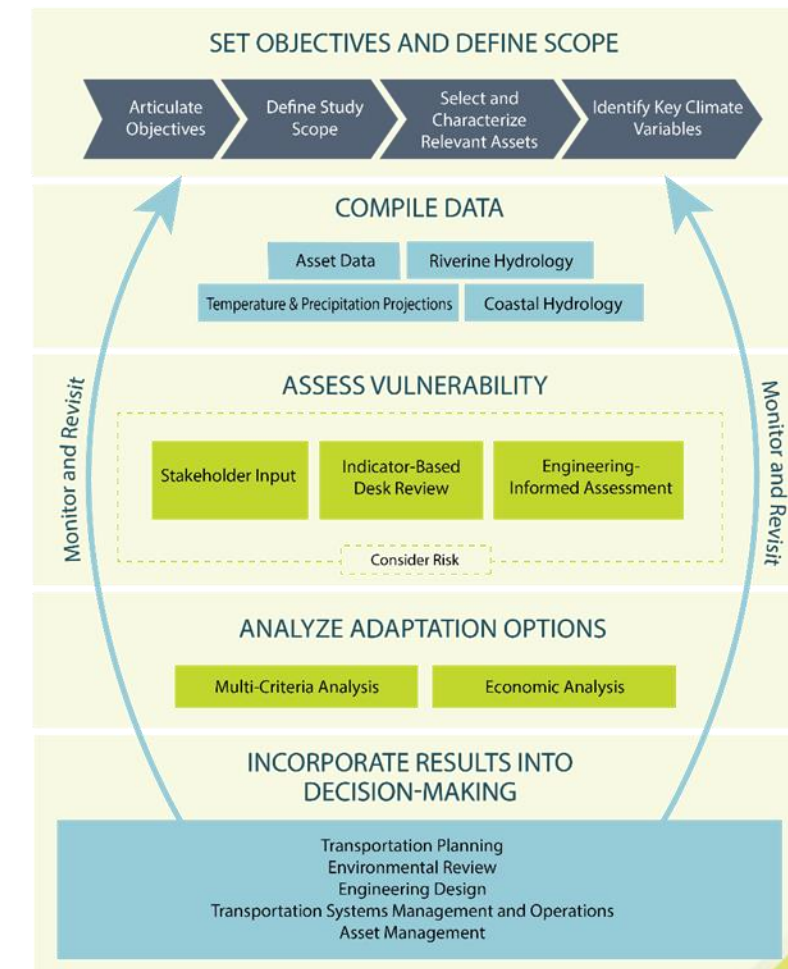 SET OBJECTIVES AND DEFINE SCOPE
Articulate
Objectives
Define Study
Scope
Select and
Characterize
Relevant Assets
Identify Key Climate
Variables
COMPILE DATA
Asset Data
Riverine Hydrology
Temperature & Precipitation Projections
Coastal Hydrology
ASSESS VULNERABILITY
Monitor and Revisit
Stakeholder Input
Indicator-Based
Desk Review
Engineering-
Informed Assessment
Consider Risk
Monitor and Revisit
ANALYZE ADAPTATION OPTIONS
Multi-Criteria Analysis
Economic Analysis
INCORPORATE RESULTS INTO
DECISION-MAKING
Transportation Planning
Environmental Review
Engineering Design
Transportation Systems Management and Operations
Asset Management